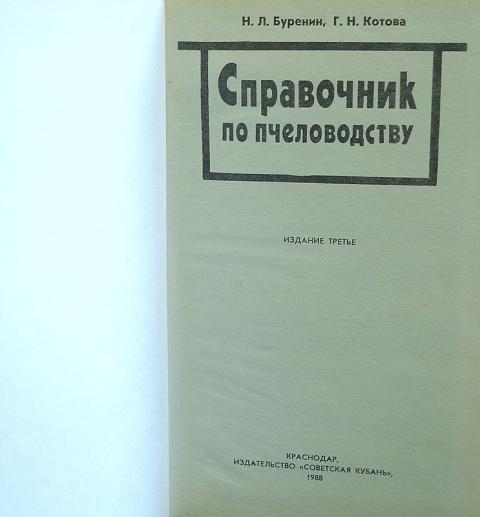 Н. Л. Буренин, Г. Н. Котова
Справочник
по пчеловодству
ИЗДАНИЕ ТРЕТЬЕ
КРАСНОДАР,
ИЗДАТЕЛЬСТВО «СОВЕТСКАЯ КУБАНЬ»,
1988